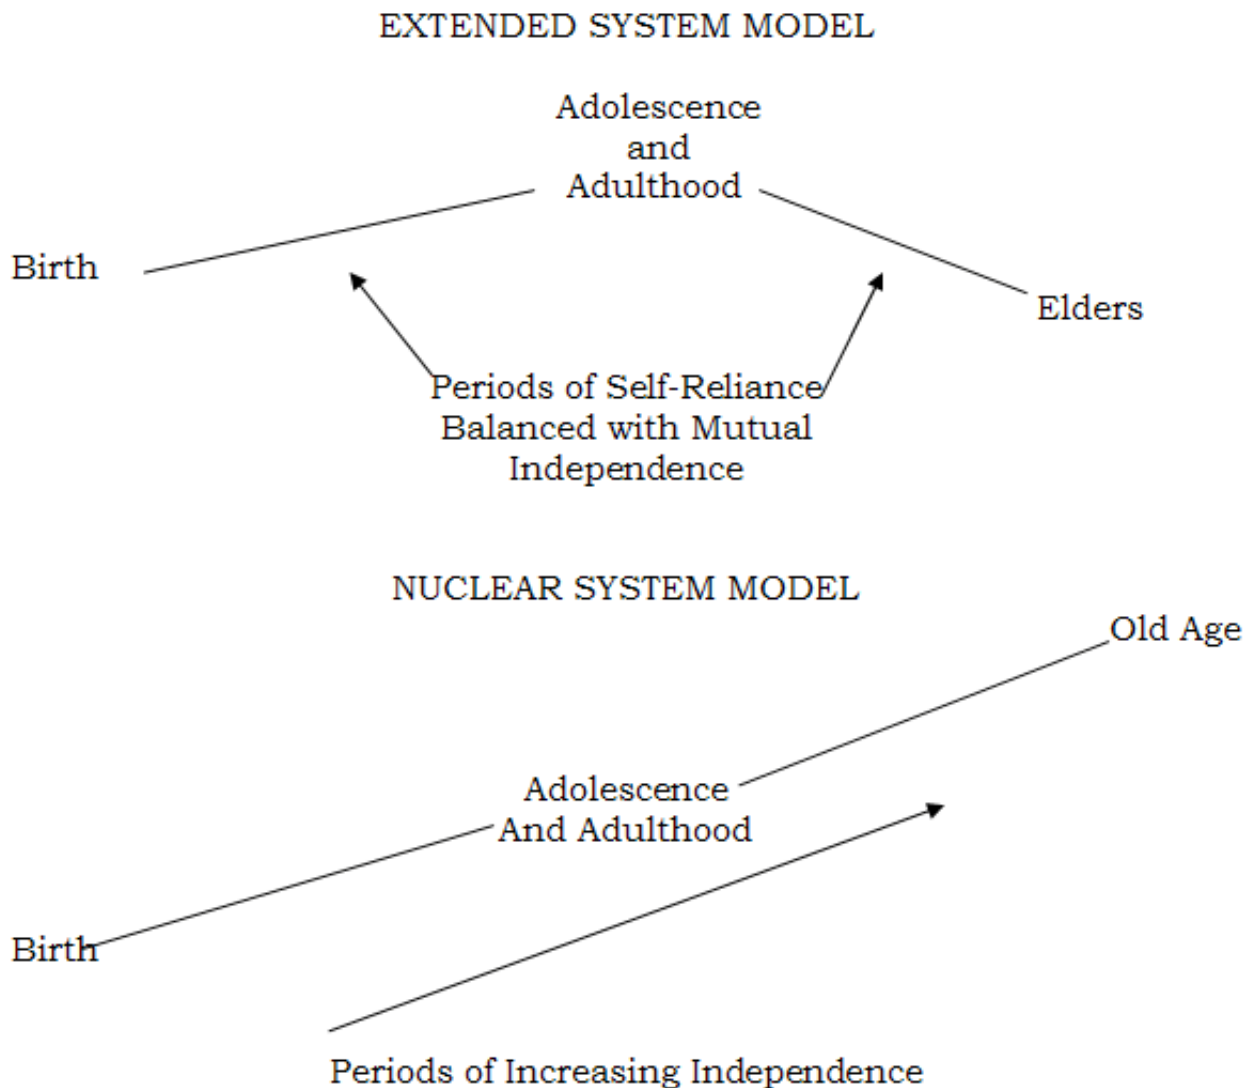 EXTENDED SYSTEM MODEL
Adolescence
and
Adulthood
Birth
Elders
Periods of Self-Reliance
Balanced with Mutual
Independence
NUCLEAR SYSTEM MODEL
Old Age
Adolescence
And Adulthood
Birth
Periods of Increasing Independence